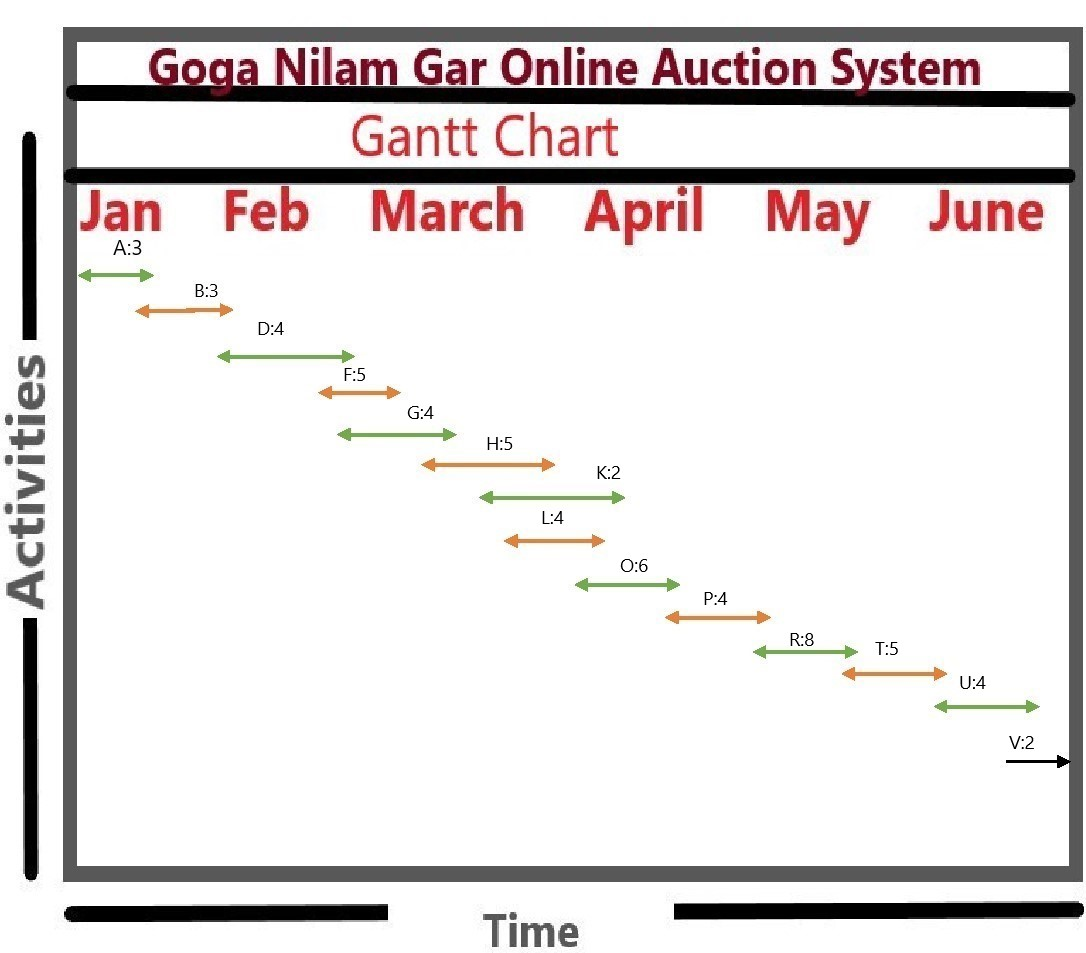 Goga Nilam Gar Online Auction System
Gantt Chart
Jan Feb March April May June
A:3
B:3
D:4
F:5
G:4
H:5
K:2
L:4
O:6
P:4
R:8
T:5
U:4
V:2
Activities
Time